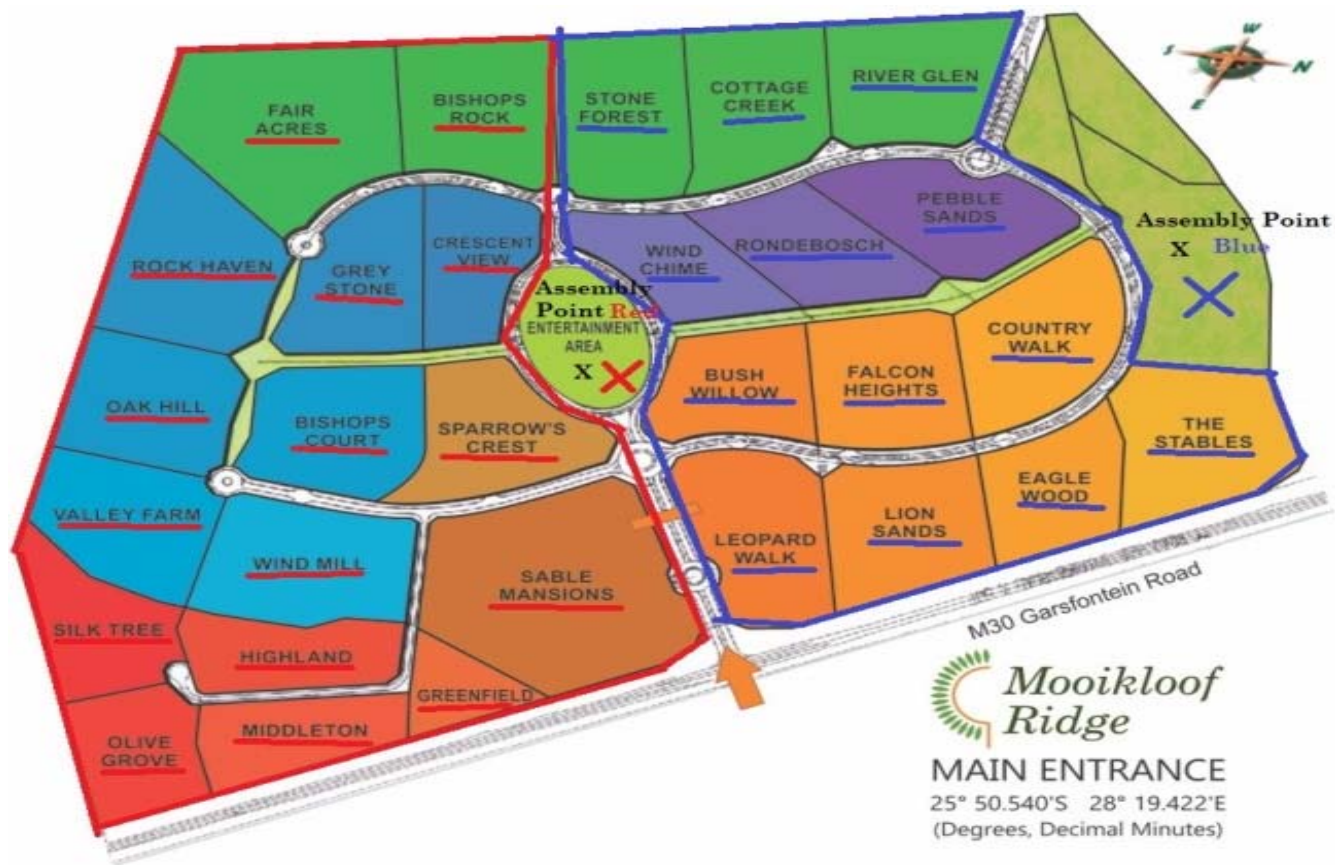 FAIR
ACRES
BISHOPS
ROCK
STONE
FOREST
COTTAGE
CREEK
RIVER GLEN
S
W
N
E
ROCK HAVEN
GREY
STONE
CRESCENT
VIEW
WIND
CHIME
RONDEBOSCH
PEBBLE
SANDS
Assembly Point
X Blue
Assembly
Point Red
ENTERTAINMENT
AREA
X
OAK HILL
BISHOPS
COURT
SPARROW'S
CREST
BUSH
WILLOW
FALCON
HEIGHTS
COUNTRY
WALK
THE
STABLES
VALLEY FARM
WIND MILL
SABLE
MANSIONS
LEOPARD
WALK
LION
SANDS
EAGLE
WOOD
SILK TREE
HIGHLAND
GREENFIELD
OLIVE
GROVE
MIDDLETON
M30 Garsfontein Road
Mooikloof
Ridge
MAIN ENTRANCE
25° 50.540'S 28° 19.422'E
(Degrees, Decimal Minutes)